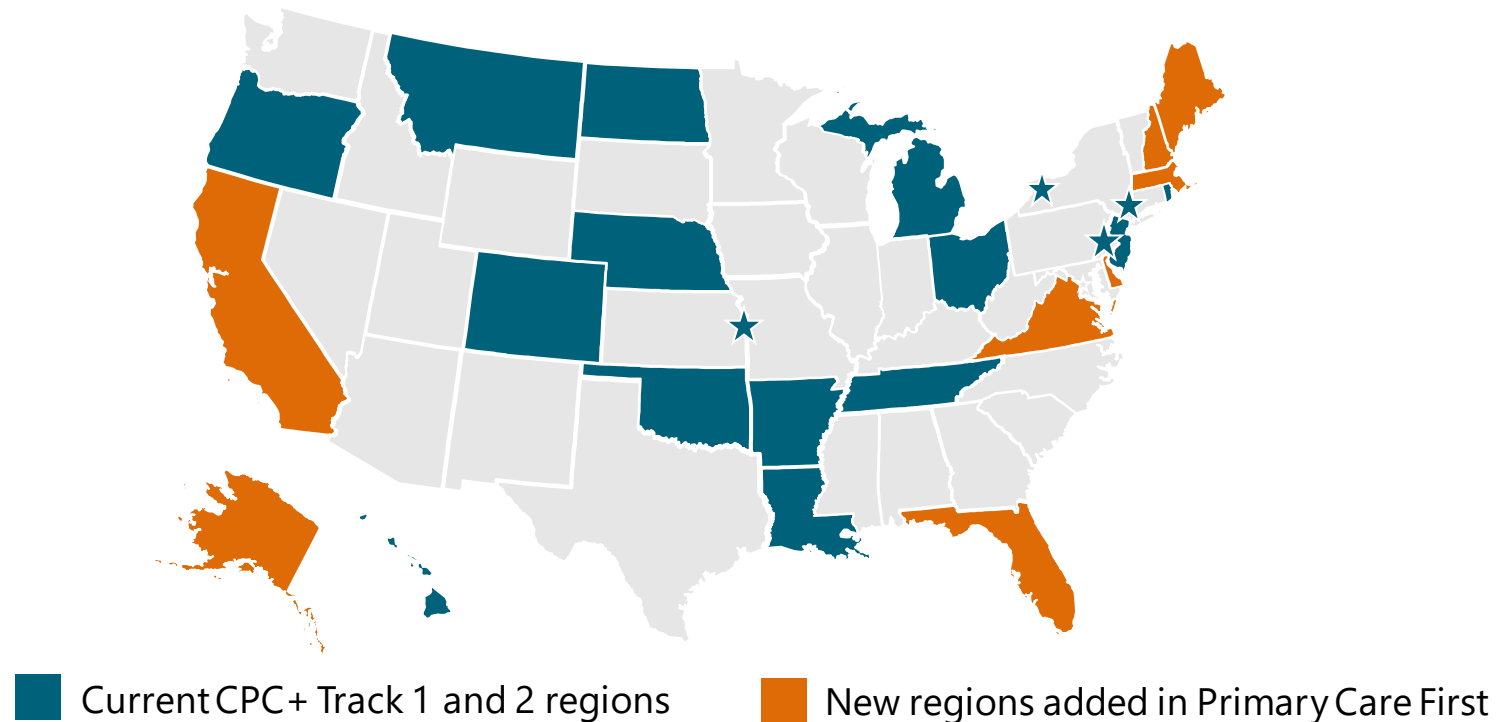 Current CPC+ Track 1 and 2 regions
New regions added in Primary Care First